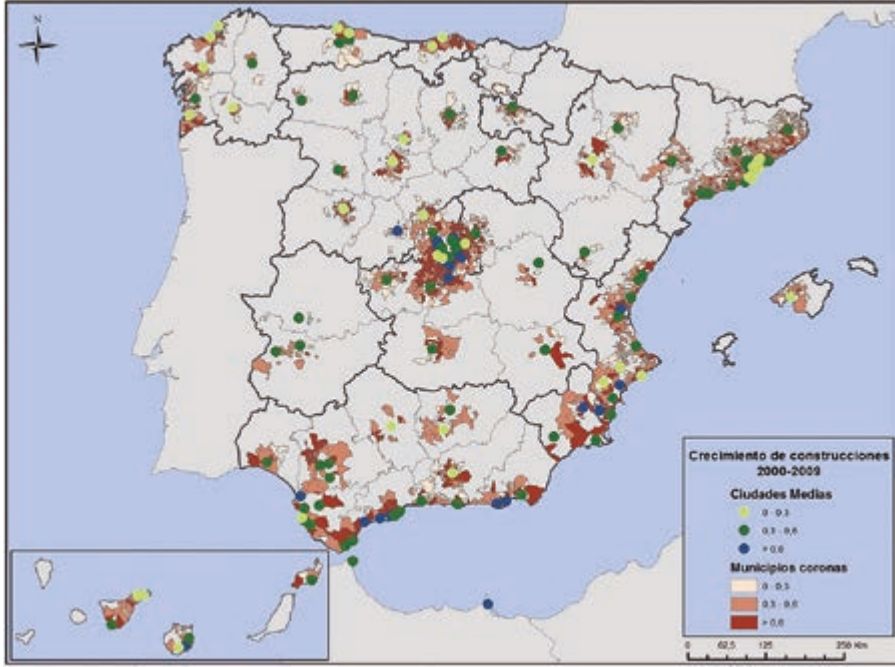 N
Crecimiento de construcciones
2000-2009
Ciudades Medias
0 - 0,3
0,3 - 0,6
> 0,6
Municipios coronas
0 - 0,3
0,3 - 0,6
> 0,6
0 62,5 125 250 Km